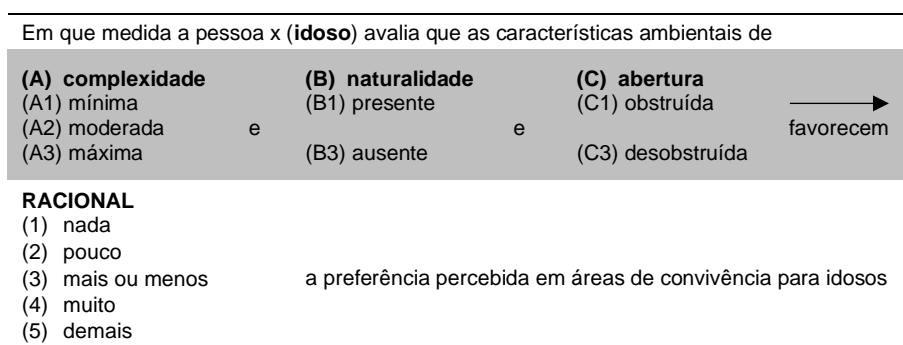 Em que medida a pessoa x (idoso) avalia que as características ambientais de
(A) complexidade (B) naturalidade (C) abertura
(A1) mínima (B1) presente (C1) obstruída
(A2) moderada e e favorecem
(A3) máxima (B3) ausente (C3) desobstruída
RACIONAL
(1) nada
(2) pouco
(3) mais ou menos a preferência percebida em áreas de convivência para idosos
(4) muito
(5) demais